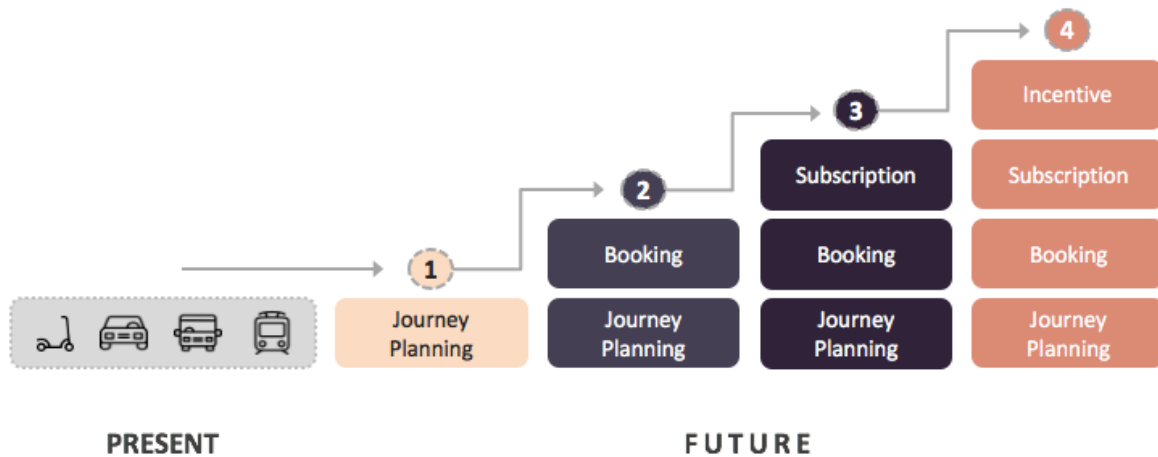 4
Incentive
3
Subscription
Subscription
2
Booking
Booking
Booking
1
Journey
Planning
Journey
Planning
Journey
Planning
Journey
Planning
PRESENT
FUTURE